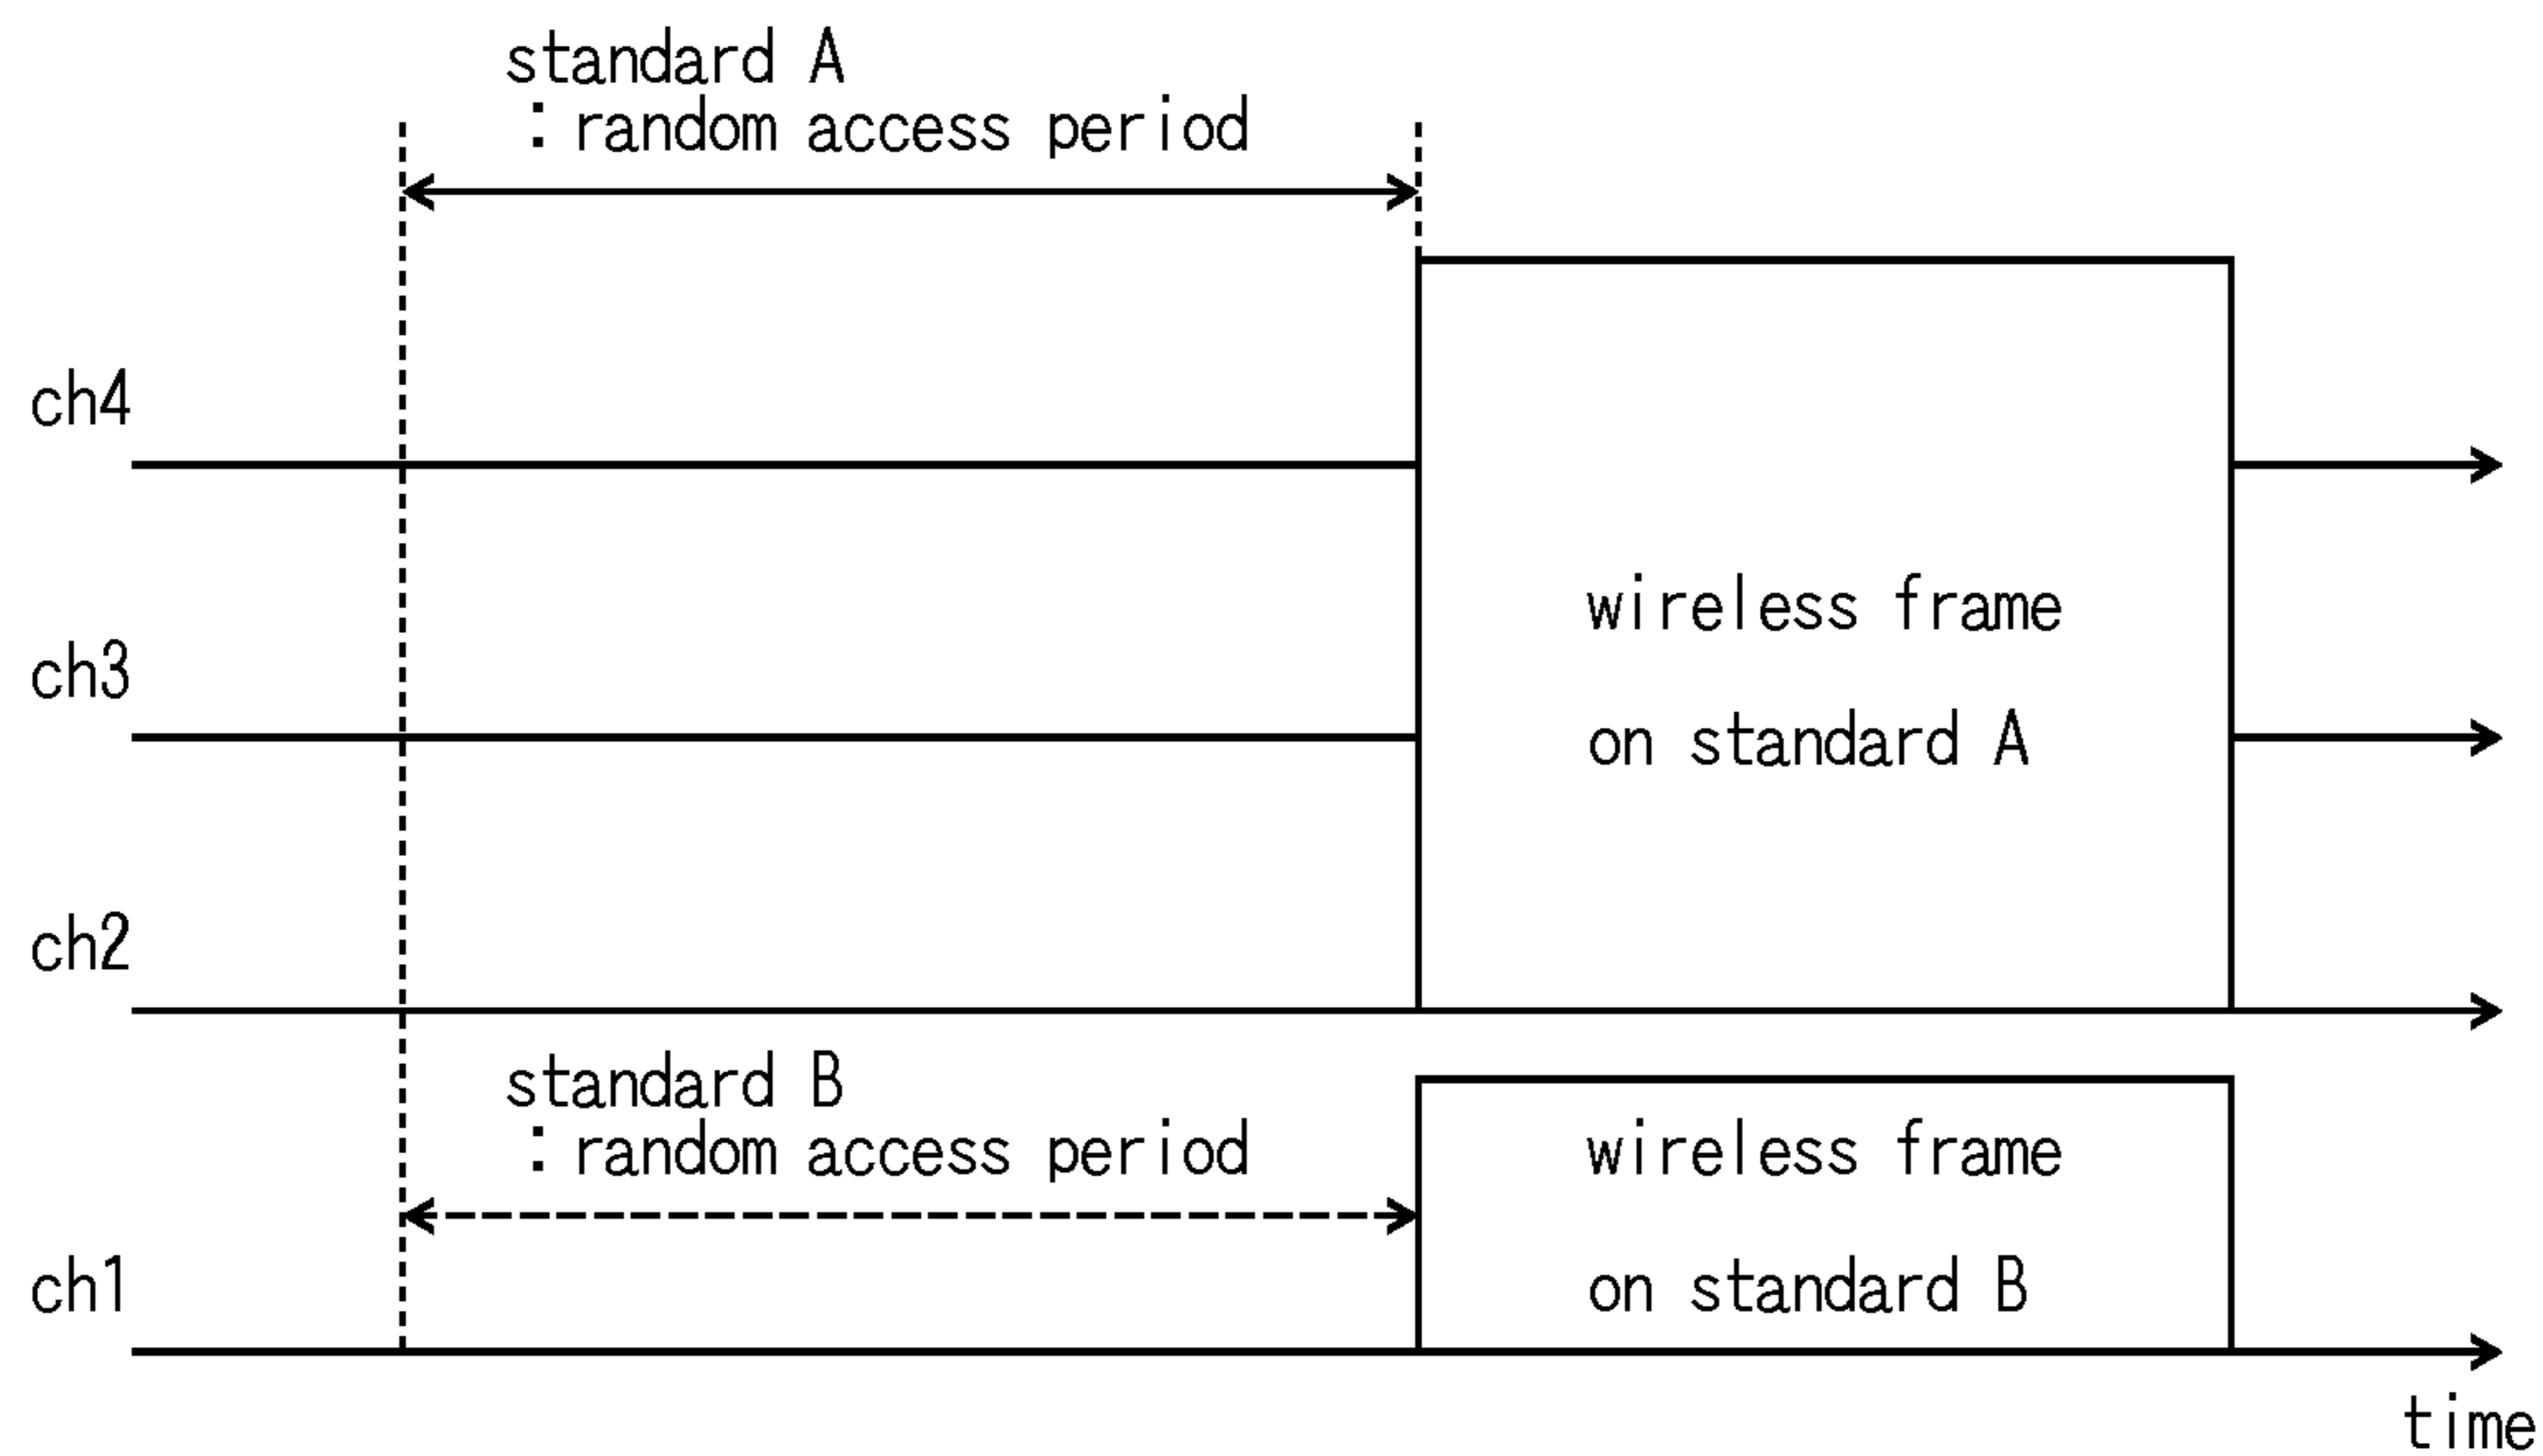 standard A
: random access period
ch4
wireless frame
ch3
on standard A
ch2
standard B
: random access period
wireless frame
ch1
on standard B
time